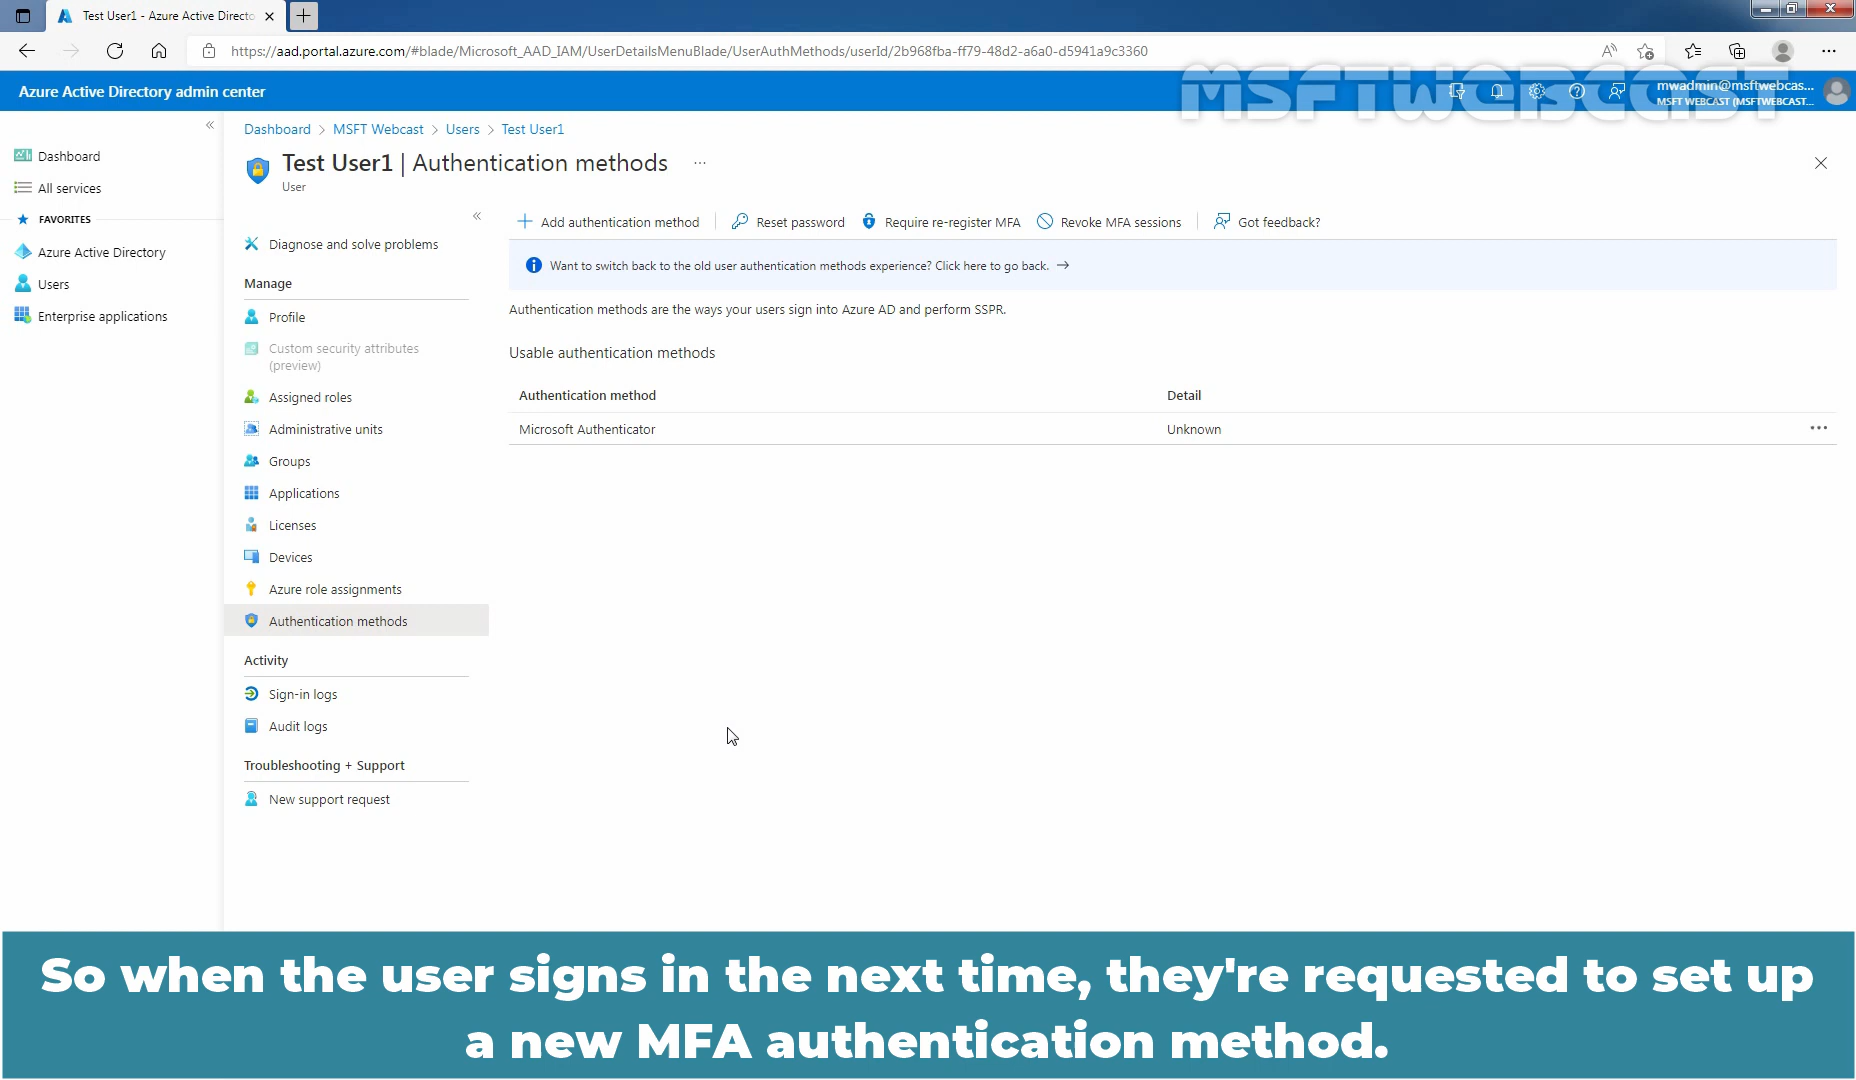 Test User1 - Azure Active Directo
https://aad.portal.azure.com/#blade/Microsoft_AAD_IAM/UserDetailsMenuBlade/UserAuthMethods/userId/2b968fba-ff79-48d2-a6a0-d5941a9c3360
MSFTWEBCAST
Azure Active Directory admin center
mwadmin@msftwebcas...
MSFT WEBCAST (MSFTWEBCAST....
Dashboard > MSFT Webcast > Users > Test User1
Test User1 | Authentication methods
User
Dashboard
All services
FAVORITES
Azure Active Directory
Users
Enterprise applications
Diagnose and solve problems
Manage
Profile
Custom security attributes
(preview)
Assigned roles
Administrative units
Groups
Applications
Licenses
Devices
Azure role assignments
Authentication methods
Activity
Sign-in logs
Audit logs
Troubleshooting + Support
New support request
Add authentication method Reset password Require re-register MFA Revoke MFA sessions Got feedback?
Want to switch back to the old user authentication methods experience? Click here to go back.
Authentication methods are the ways your users sign into Azure AD and perform SSPR.
Usable authentication methods
Authentication method Detail
Microsoft Authenticator Unknown
So when the user signs in the next time, they're requested to set up
a new MFA authentication method.